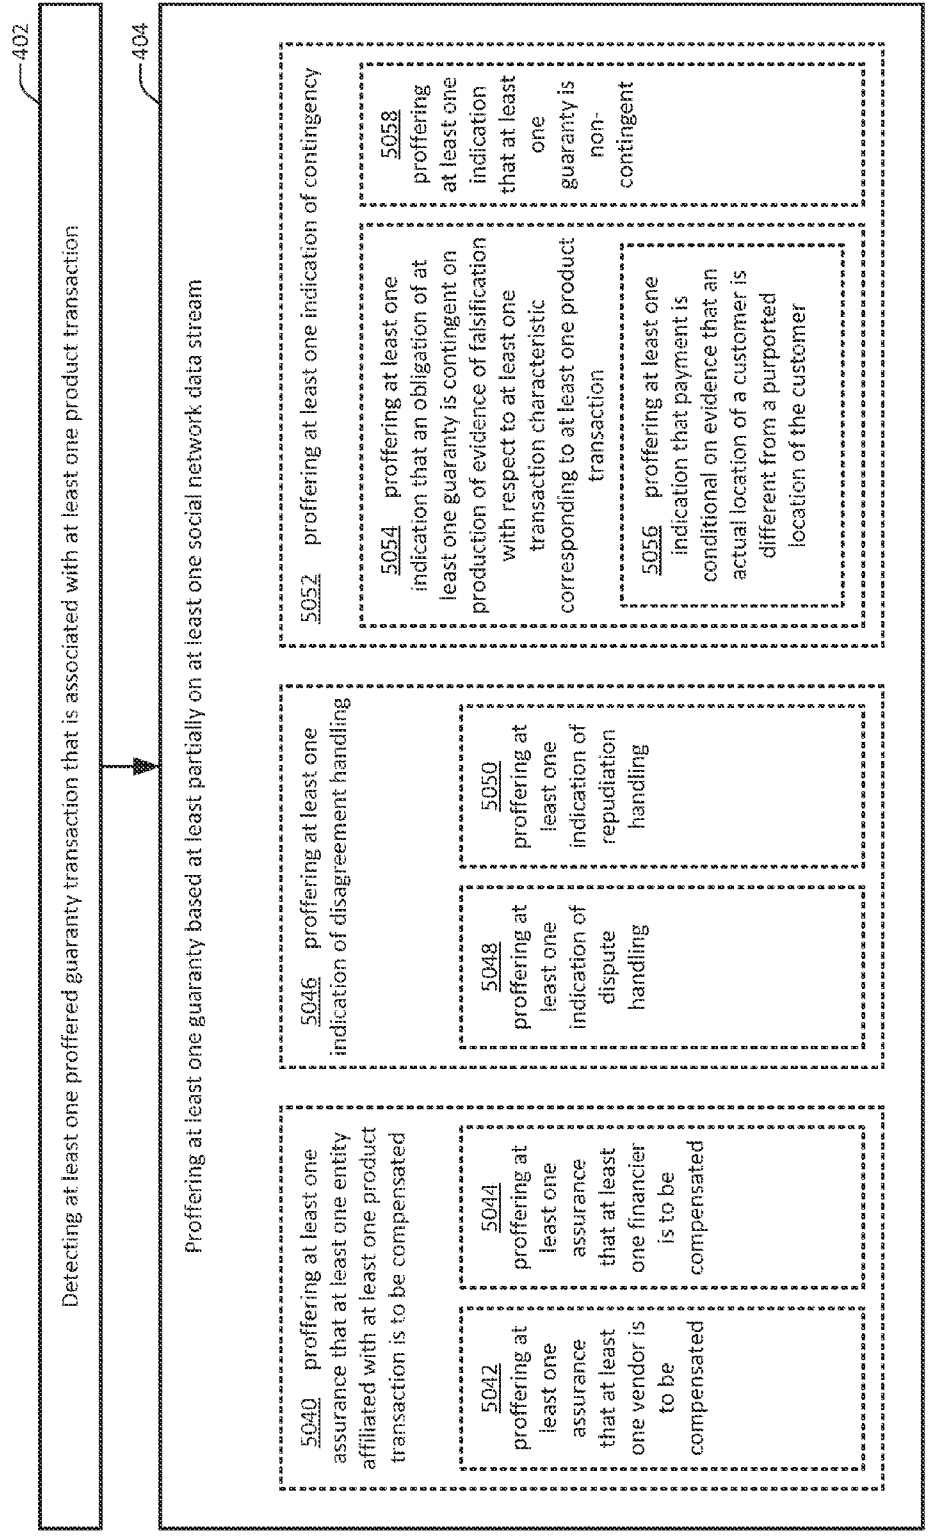 402
Detecting at least one proffered guaranty transaction that is associated with at least one product transaction
404
Proffering at least one guaranty based at least partially on at least one social network data stream
5040 proffering at least one
assurance that at least one entity
affiliated with at least one product
transaction is to be compensated
5042
proffering at
least one
assurance
that at least
one vendor is
to be
compensated
5044
proffering at
least one
assurance
that at least
one financier
is to be
compensated
5046 proffering at least one
indication of disagreement handling
5048
proffering at
least one
indication of
dispute
handling
5050
proffering at
least one
indication of
repudiation
handling
5052 proffering at least one indication of contingency
5054 proffering at least one
indication that an obligation of at
least one guaranty is contingent on
production of evidence of falsification
with respect to at least one
transaction characteristic
corresponding to at least one product
transaction
5056 proffering at least one
indication that payment is
conditional on evidence that an
actual location of a customer is
different from a purported
location of the customer
5058
proffering
at least one
indication
that at least
one
guaranty is
non-
contingent